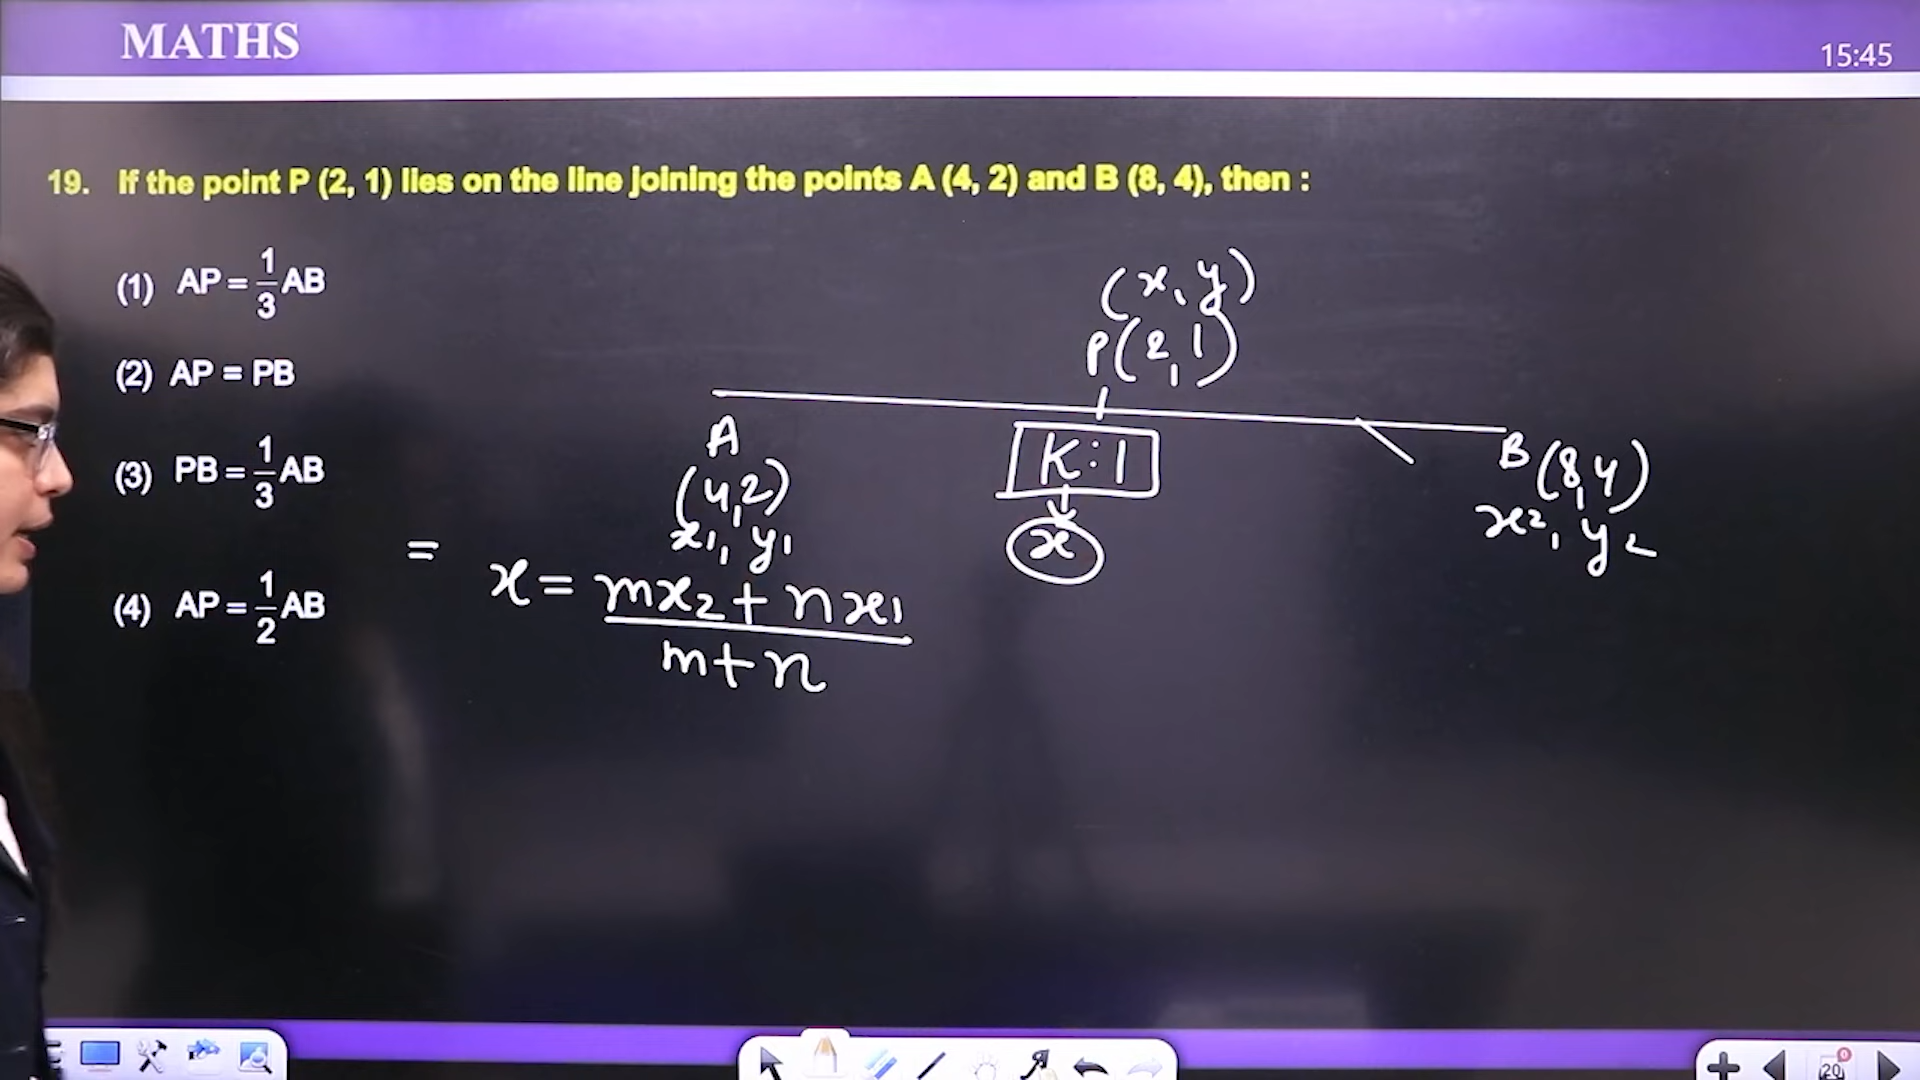 MATHS
15:45
19. If the point P (2, 1) lies on the line joining the points A (4, 2) and B (8, 4), then :
(1) AP = 1/3 AB
(2) AP = PB
(3) PB = 1/3 AB
(4) AP = 1/2 AB
(x, y)
P(2, 1)
A
(4,2)
x1, y1
K:1
x
B (8,4)
x2, y2
= x = mx2 + nx1
m+n
20
0